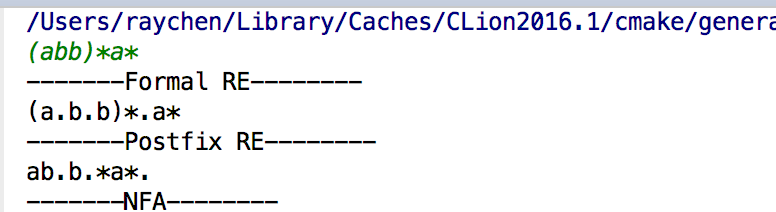 /Users/raychen/Library/Caches/CLion2016.1/cmake/genera
(abb)*a*
-------Formal RE--------
(a.b.b)*.a*
-------Postfix RE--------
ab.b.*a*.
-------NFA--------